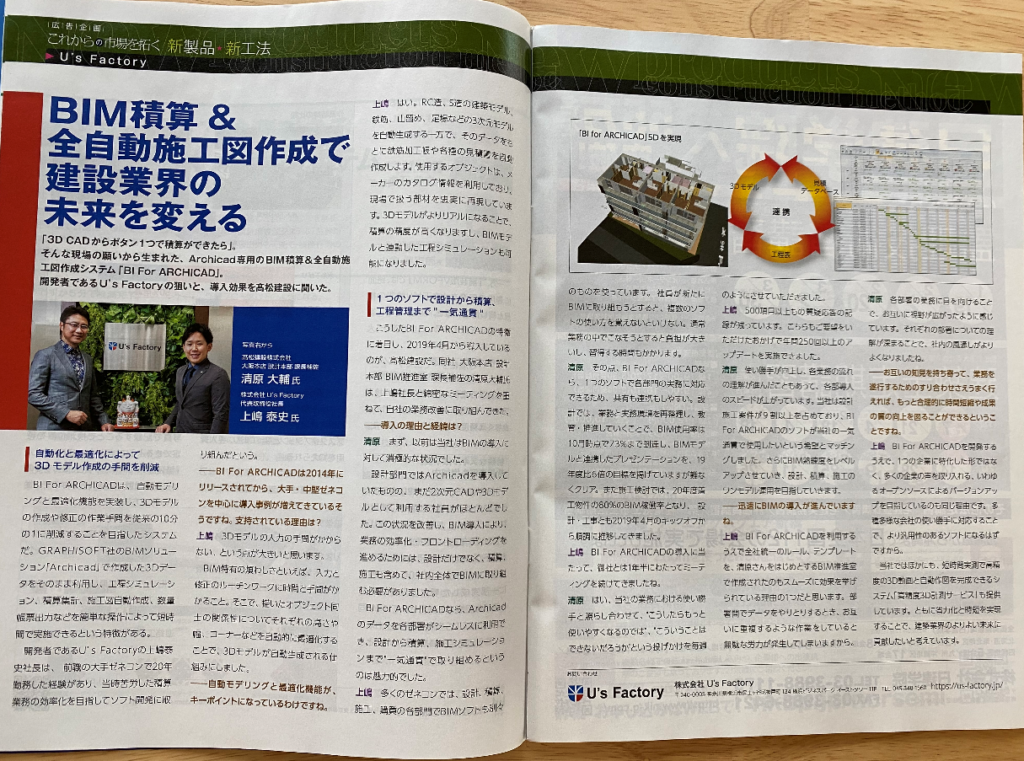 ［広告企画］
これからの市場を拓く 新製品・新工法
▶ U's Factory
BIM積算 &
全自動施工図作成で
建設業界の
未来を変える
「3D CADからボタン1つで積算ができたら」。
そんな現場の願いから生まれた、Archicad専用のBIM積算&全自動施
工図作成システム「BI For ARCHICAD」。
開発者であるU's Factoryの狙いと、導入効果を高松建設に聞いた。
U's Factory
写真右から
高松建設株式会社
大阪本店 設計本部 課長補佐
清原 大輔 氏
株式会社 U's Factory
代表取締役社長
上嶋 泰史 氏
自動化と最適化によって
3Dモデル作成の手間を削減
BI For ARCHICADは、自動モデリ
ングと最適化機能を実装し、3Dモデル
の作成や修正の作業手間を従来の10分
の1に削減することを目指したシステム
だ。GRAPHISOFT社のBIMソリュー
ション「Archicad」で作成した3Dデー
タをそのまま利用し、工程シミュレーショ
ン、積算集計、施工図自動作成、数量
帳票出力などを簡単な操作によって短時
間で実施できるという特徴がある。
開発者であるU's Factoryの上嶋泰
史社長は、前職の大手ゼネコンで20年
勤務した経験があり、当時苦労した積算
業務の効率化を目指してソフト開発に取
り組んだという。
――BI For ARCHICADは2014年に
リリースされてから、大手・中堅ゼネコ
ンを中心に導入事例が増えてきているそ
うですね。支持されている理由は?
上嶋 3Dモデルの入力の手間がかから
ない、という点が大きいと思います。
BIM特有の煩わしさといえば、入力と
修正のルーチンワークに時間と手間がか
かること。そこで、描いたオブジェクト同
士の関係性についてそれぞれの高さや
幅、コーナーなどを自動的に最適化する
ことで、3Dモデルが自動生成される仕
組みにしました。
――自動モデリングと最適化機能が、
キーポイントになっているわけですね。
上嶋 はい。RC造、S造の建築モデル、
鉄筋、山留め、足場などの3次元モデル
を自動生成する一方で、そのデータをも
とに鉄筋加工帳や各種の見積書を自動
作成します。使用するオブジェクトは、メ
ーカーのカタログ情報を利用しており、
現場で扱う部材を忠実に再現していま
す。3Dモデルがよりリアルになることで、
積算の精度が高くなりますし、BIMモデ
ルと連動した工程シミュレーションも可
能になりました。
1つのソフトで設計から積算、
工程管理まで"一気通貫"
こうしたBI For ARCHICADの特徴
に着目し、2019年4月から導入している
のが、高松建設だ。同社 大阪本店 設計
本部 BIM推進室 課長補佐の清原大輔氏
は、上嶋社長と綿密なミーティングを重
ねて、自社の業務改善に取り組んできた。
――導入の理由と経緯は?
清原 まず、以前は当社はBIMの導入に
対して消極的な状況でした。
設計部門ではArchicadを導入して
いたものの、まだ2次元CADや3Dモデ
ルとして利用する社員がほとんどでし
た。この状況を改善し、BIM導入により
業務の効率化・フロントローディングを
進めるためには、設計だけでなく、積算、
施工も含めて、社内全体でBIMに取り組
む必要がありました。
BI For ARCHICADなら、Archicad
のデータを各部署がシームレスに利用で
き、設計から積算、施工シミュレーショ
ンまで"一気通貫"で取り組めるという
のは魅力的でした。
上嶋 多くのゼネコンでは、設計、積算、
施工、購買の各部門でBIMソフトも別々
「BI for ARCHICAD」5Dを実現
3Dモデル
見積
データベース
連携
工程表
のものを使っています。社員が新たに
BIMに取り組もうとすると、複数のソフ
トの使い方を覚えないといけない。通常
業務の中でこなそうとすると負担が大き
いし、習得する時間もかかります。
清原 その点、BI For ARCHICADな
ら、1つのソフトで各部門の実務に対応
できるため、共有も連携もしやすい。設
計では、業務と実務環境を再整理し、教
育・推進していくことで、BIM使用率は
10月時点で73%まで到達し、BIMモデ
ルと連携したプレゼンテーションを、19
年度比5倍の目標を掲げていますが難な
くクリア。また施工検討では、20年度着
工物件の80%のBIM稼働率となり、設
計・工事とも2019年4月のキックオフか
ら順調に推移してきました。
上嶋 BI For ARCHICADの導入に当
たって、御社とは1年半にわたってミー
ティングを続けてきましたね。
清原 はい、当社の業務における使い勝
手と照らし合わせて、「こうしたらもっと
使いやすくなるのでは」、「こういうことは
できないだろうか」という投げかけを毎週
のようにさせていただきました。
上嶋 500項目以上もの質疑応答の記
録が残っています。こちらもご要望をい
ただけたおかげで年間250回以上のア
ップデートを実施できました。
清原 使い勝手が向上し、各業務の流れ
の理解が進んだこともあって、各部導入
のスピードが上がっています。当社は設計
施工案件が9割以上を占めており、BI
For ARCHICADのソフトが当社の一気
通貫で使用したいという希望とマッチン
グしました。さらにBIM熟練度をレベル
アップさせていき、設計、積算、施工の
ワンモデル運用を目指していきます。
――迅速にBIMの導入が進んでいます
ね。
上嶋 BI For ARCHICADを利用する
うえで全社統一のルール、テンプレート
を、清原さんをはじめとするBIM推進室
で作成されたのもスムーズに効果を挙げ
られている理由の1つだと思います。部
署間でデータをやりとりするとき、お互
いに重複するような作業をしていると
無駄な労力が発生してしまいますから。
清原 各部署の業務に目を向けること
で、お互いに視野が広がったように感じ
ています。それぞれの部署についての理
解が深まることで、社内の風通しがより
よくなりましたね。
――お互いの知見を持ち寄って、業務を
遂行するためのすり合わせさえうまく行
えれば、もっと合理的に時間短縮や成果
の質の向上を図ることができるというこ
とですね。
上嶋 BI For ARCHICADを開発する
うえで、1つの企業に特化した形ではな
く、多くの企業の声を取り入れる、いわゆ
るオープンソースによるバージョンアップ
を目指しているのも同じ理由です。多
種多様な会社の使い勝手に対応すること
で、より汎用性のあるソフトになるはず
ですから。
当社ではほかにも、短時間実測で高精
度の3D動画と自動作図を完成できるシ
ステム「高精度3D計測サービス」も提供
しています。ともに省力化と時短を実現
することで、建築業界のよりよい未来に
貢献したいと考えています。
お問い合わせ
U's Factory
株式会社 U's Factory
https://us-factory.jp/